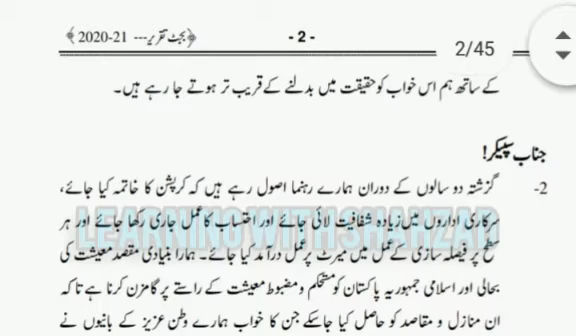 ﴿ بجٹ تقریر --- 21-2020 ﴾ - 2 -
2/45
کے ساتھ ہم اس خواب کو حقیقت میں بدلنے کے قریب تر ہوتے جا رہے ہیں۔
جناب سپیکر!
2- گزشتہ دو سالوں کے دوران ہمارے رہنما اصول رہے ہیں کہ کرپشن کا خاتمہ کیا جائے،
سرکاری اداروں میں زیادہ شفافیت لائی جائے اور احتساب کا عمل جاری رکھا جائے اور ہر
LEARNING WITH SHAHZAD
سطح پر فیصلہ سازی کے عمل میں میرٹ پر عمل درآمد کیا جائے۔ ہمارا بنیادی مقصد معیشت کی
بحالی اور اسلامی جمہوریہ پاکستان کو مستحکم و مضبوط معیشت کے راستے پر گامزن کرنا ہے تاکہ
ان منازل و مقاصد کو حاصل کیا جاسکے جن کا خواب ہمارے وطن عزیز کے بانیوں نے